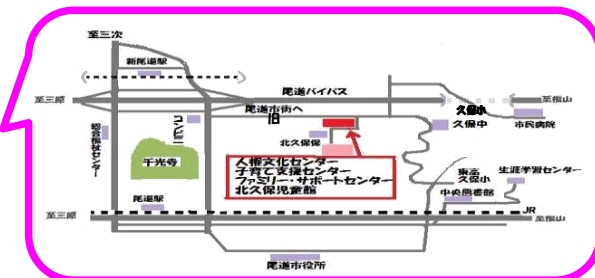 至三次
新尾道駅
尾道バイパス
至三原
至福山
尾道市街へ
旧
久保小
総合福祉センター
コンビニ
北久保保
久保中
市民病院
千光寺
人権文化センター
子育て支援センター
ファミリー・サポートセンター
北久保児童館
東高
久保小
生涯学習センター
中央図書館
尾道駅
JR
至三原
至福山
尾道市役所